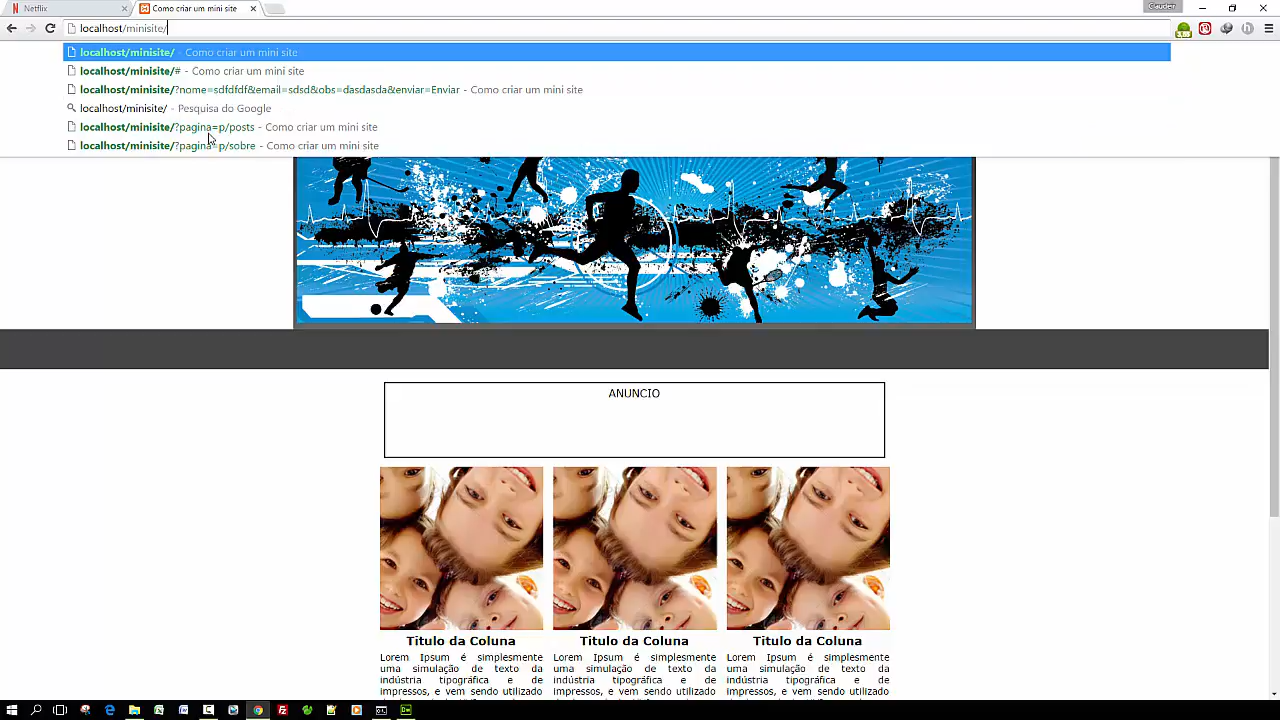 Netflix
Como criar um mini site
Clauden
localhost/minisite/
localhost/minisite/ - Como criar um mini site
localhost/minisite/# - Como criar um mini site
localhost/minisite/?nome=sdfdfdf&email=sdsd&obs=dasdasda&enviar=Enviar - Como criar um mini site
localhost/minisite/ - Pesquisa do Google
localhost/minisite/?pagina=p/posts - Como criar um mini site
localhost/minisite/?pagina=p/sobre - Como criar um mini site
ANUNCIO
Titulo da Coluna
Lorem Ipsum é simplesmente
uma simulação de texto da
indústria tipográfica e de
impressos, e vem sendo utilizado
Titulo da Coluna
Lorem Ipsum é simplesmente
uma simulação de texto da
indústria tipográfica e de
impressos, e vem sendo utilizado
Titulo da Coluna
Lorem Ipsum é simplesmente
uma simulação de texto da
indústria tipográfica e de
impressos, e vem sendo utilizado